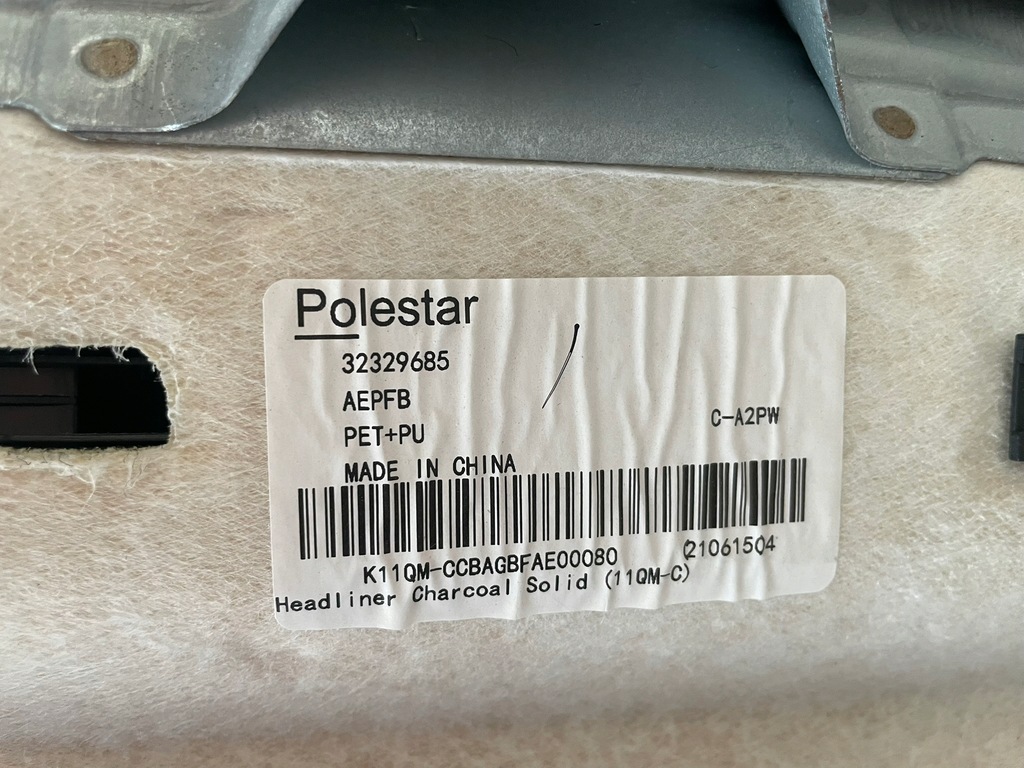 Polestar
32329685
AEPFB
PET+PU
C-A2PW
MADE IN CHINA
K11QM-CCBAGBFAE00080
21061504
Headliner Charcoal Solid (11QM-C)